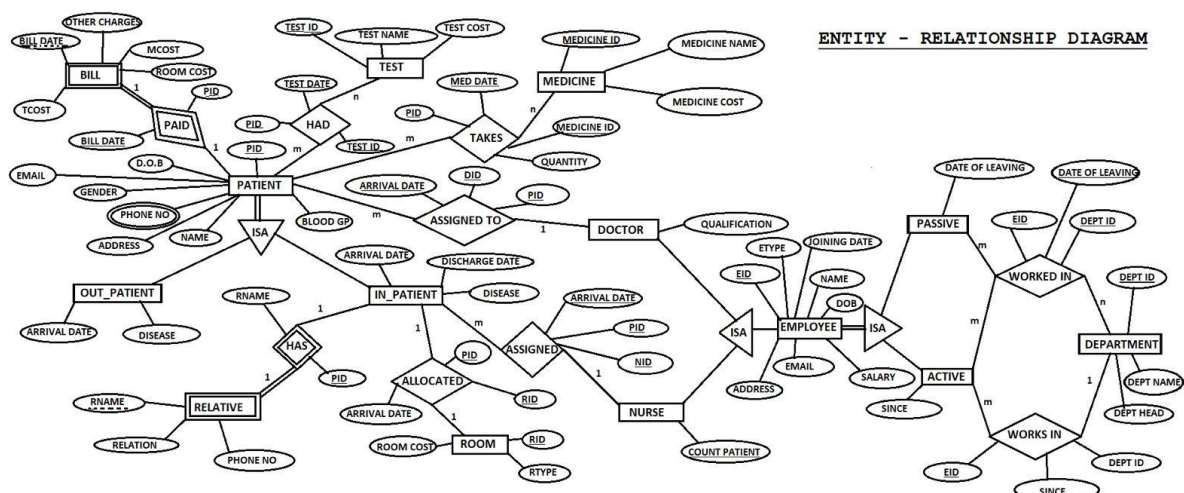 ENTITY - RELATIONSHIP DIAGRAM
OTHER CHARGES
BILL DATE
MCOST
BILL
ROOM COST
TCOST
1
PID
PAID
BILL DATE
1
TEST ID
TEST NAME
TEST COST
TEST
TEST DATE
n
PID
HAD
TEST ID
m
MEDICINE ID
MEDICINE NAME
MEDICINE
MEDICINE COST
MED DATE
n
PID
TAKES
MEDICINE ID
QUANTITY
m
PID
D.O.B
EMAIL
GENDER
PATIENT
PHONE NO
BLOOD GP
ADDRESS
NAME
ISA
ARRIVAL DATE
DID
PID
m
ASSIGNED TO
1
DOCTOR
OUT_PATIENT
ARRIVAL DATE
DISEASE
ARRIVAL DATE
DISCHARGE DATE
IN_PATIENT
DISEASE
RNAME
1
HAS
PID
1
RNAME
RELATIVE
RELATION
PHONE NO
1
PID
ALLOCATED
RID
ARRIVAL DATE
1
ROOM COST
ROOM
RID
RTYPE
m
ARRIVAL DATE
PID
ASSIGNED
NID
1
NURSE
COUNT PATIENT
QUALIFICATION
ETYPE
JOINING DATE
EID
NAME
DOB
ISA
EMPLOYEE
ISA
ADDRESS
EMAIL
SALARY
DATE OF LEAVING
PASSIVE
m
DATE OF LEAVING
EID
DEPT ID
WORKED IN
n
m
ACTIVE
SINCE
m
DEPT ID
DEPARTMENT
DEPT NAME
DEPT HEAD
1
WORKS IN
EID
DEPT ID
SINCE